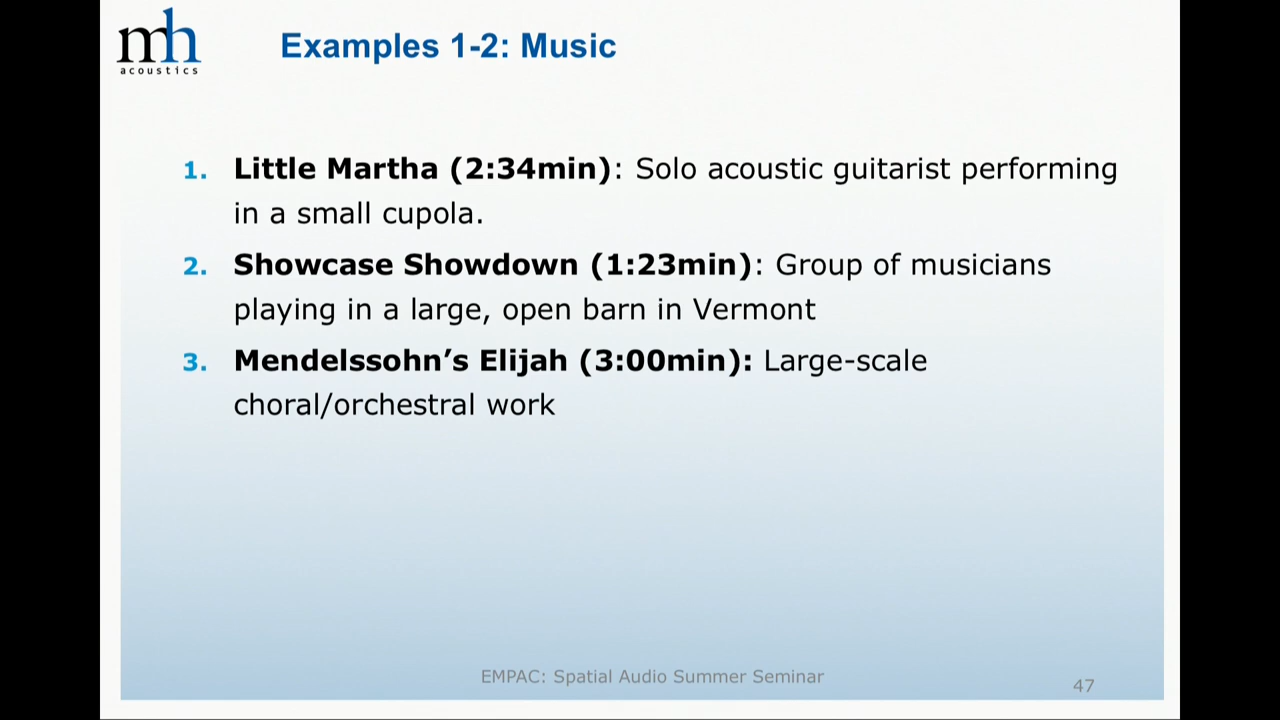 mh
acoustics
Examples 1-2: Music
1. Little Martha (2:34min): Solo acoustic guitarist performing
in a small cupola.
2. Showcase Showdown (1:23min): Group of musicians
playing in a large, open barn in Vermont
3. Mendelssohn’s Elijah (3:00min): Large-scale
choral/orchestral work
EMPAC: Spatial Audio Summer Seminar
47